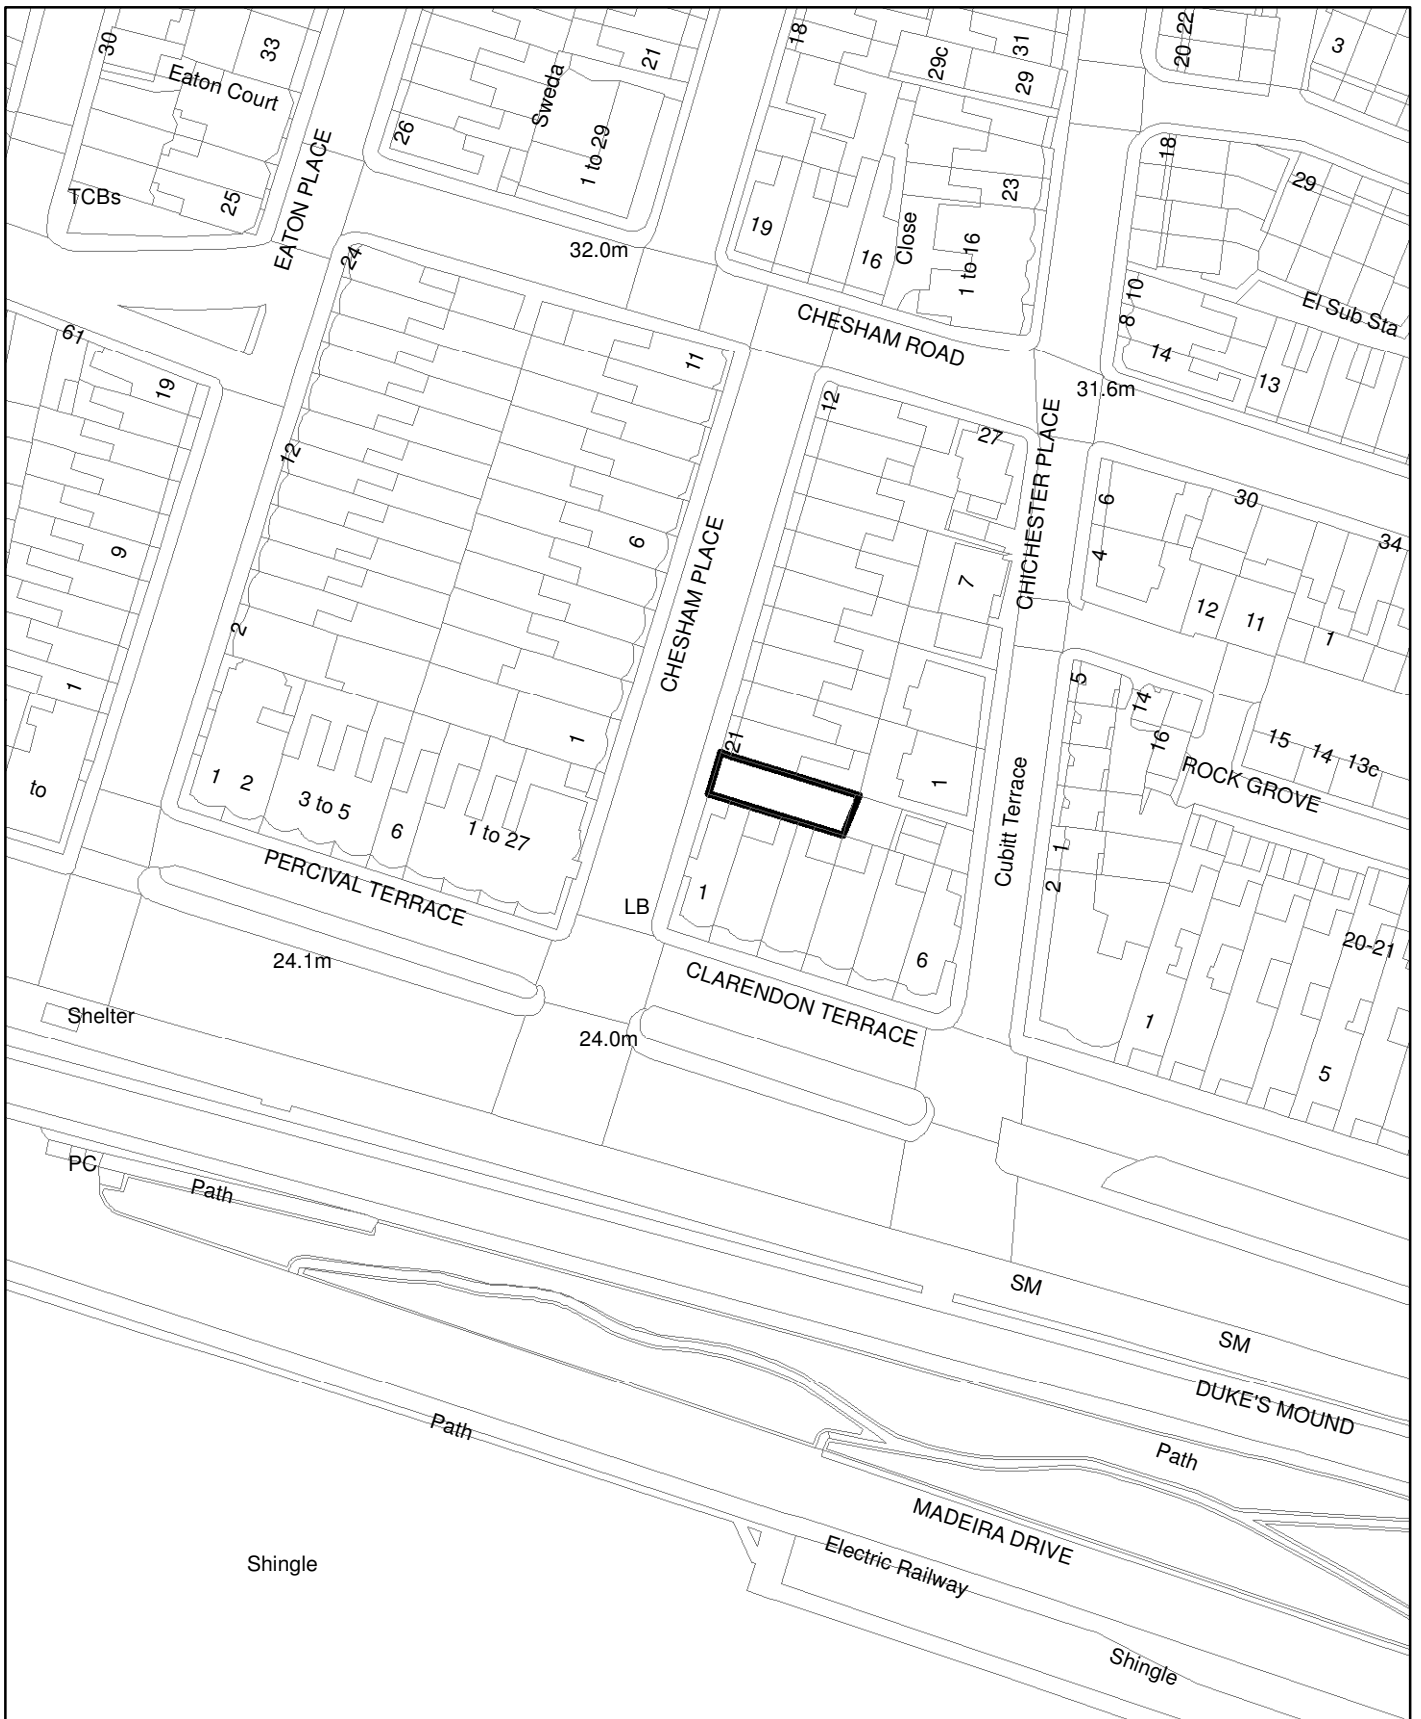 30
33
Eaton Court
Sweda
21
18
29c
31
29
22
20
3
26
1 to 29
18
29
TCBs
25
EATON PLACE
32.0m
19
16
Close
23
1 to 16
24
10
8
El Sub Sta
61
19
11
CHESHAM ROAD
14
13
31.6m
12
27
CHICHESTER PLACE
12
6
30
34
9
6
CHESHAM PLACE
7
4
12
11
1
2
1
5
14
16
15
14
13c
ROCK GROVE
21
1
1
to
1
2
3 to 5
6
1 to 27
Cubitt Terrace
1
2
PERCIVAL TERRACE
LB
1
6
20-21
24.1m
CLARENDON TERRACE
Shelter
24.0m
1
5
PC
Path
SM
SM
DUKE'S MOUND
Path
Path
MADEIRA DRIVE
Electric Railway
Shingle
Shingle